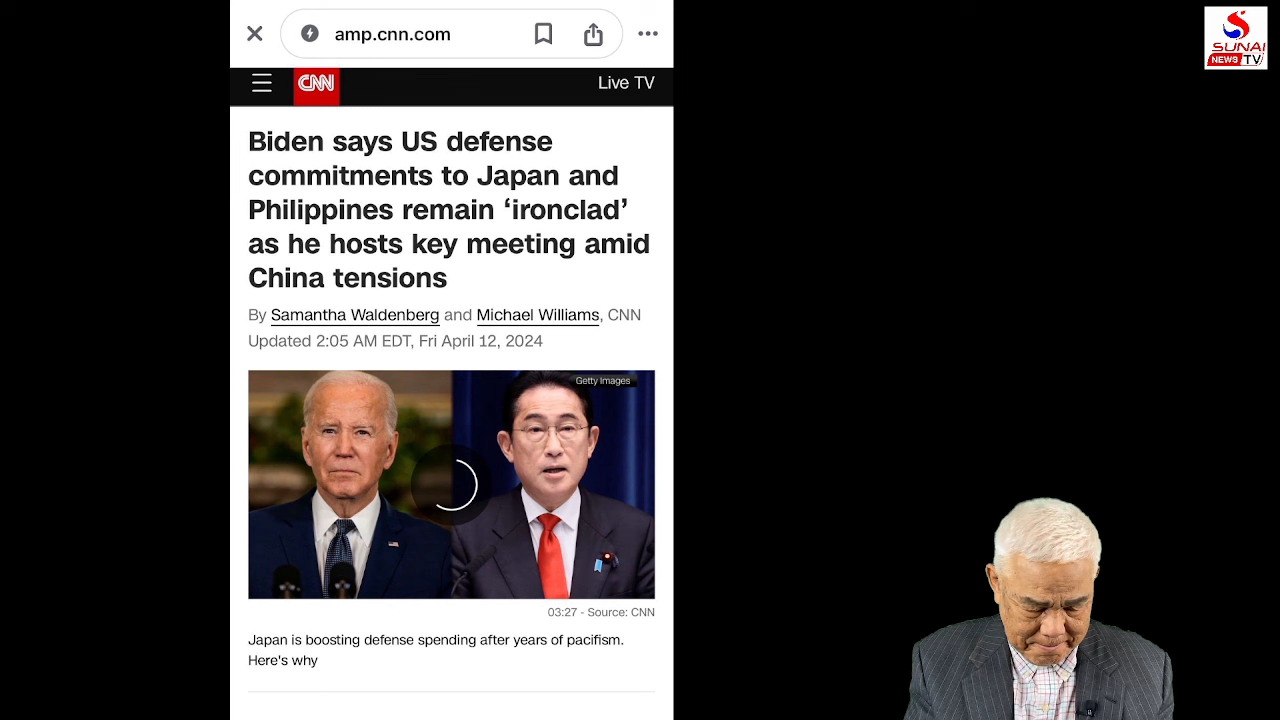 amp.cnn.com
SUNAI
NEWS TV
CNN
Live TV
Biden says US defense
commitments to Japan and
Philippines remain ‘ironclad’
as he hosts key meeting amid
China tensions
By Samantha Waldenberg and Michael Williams, CNN
Updated 2:05 AM EDT, Fri April 12, 2024
Getty Images
03:27 - Source: CNN
Japan is boosting defense spending after years of pacifism.
Here's why